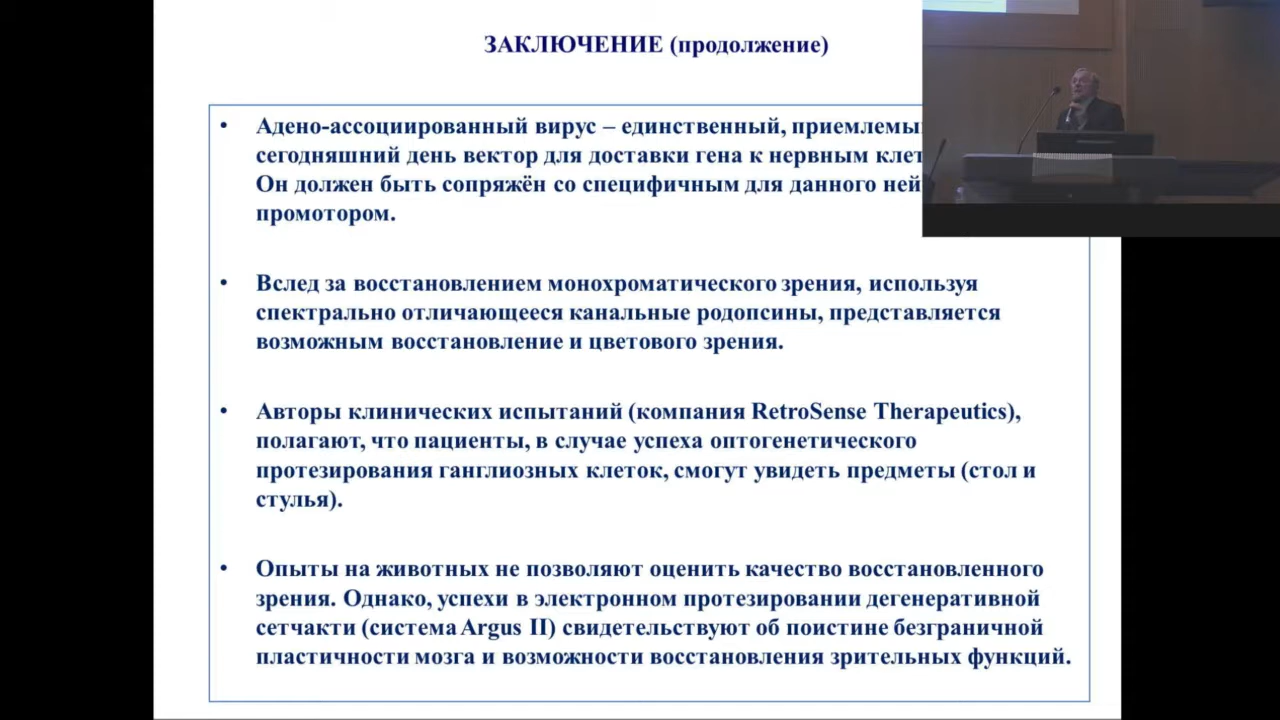 ЗАКЛЮЧЕНИЕ (продолжение)
• Адено-ассоциированный вирус – единственный,
сегодняшний день вектор для доставки гена к нервным
Он должен быть сопряжён со специфичным для данного
промотором.
• Вслед за восстановлением монохроматического зрения, используя
спектрально отличающееся канальные родопсины, представляется
возможным восстановление и цветового зрения.
• Авторы клинических испытаний (компания RetroSense Therapeutics),
полагают, что пациенты, в случае успеха оптогенетического
протезирования ганглиозных клеток, смогут увидеть предметы (стол и
стулья).
• Опыты на животных не позволяют оценить качество восстановленного
зрения. Однако, успехи в электронном протезировании дегенеративной
сетчакти (система Argus II) свидетельствуют об поистине безграничной
пластичности мозга и возможности восстановления зрительных функций.